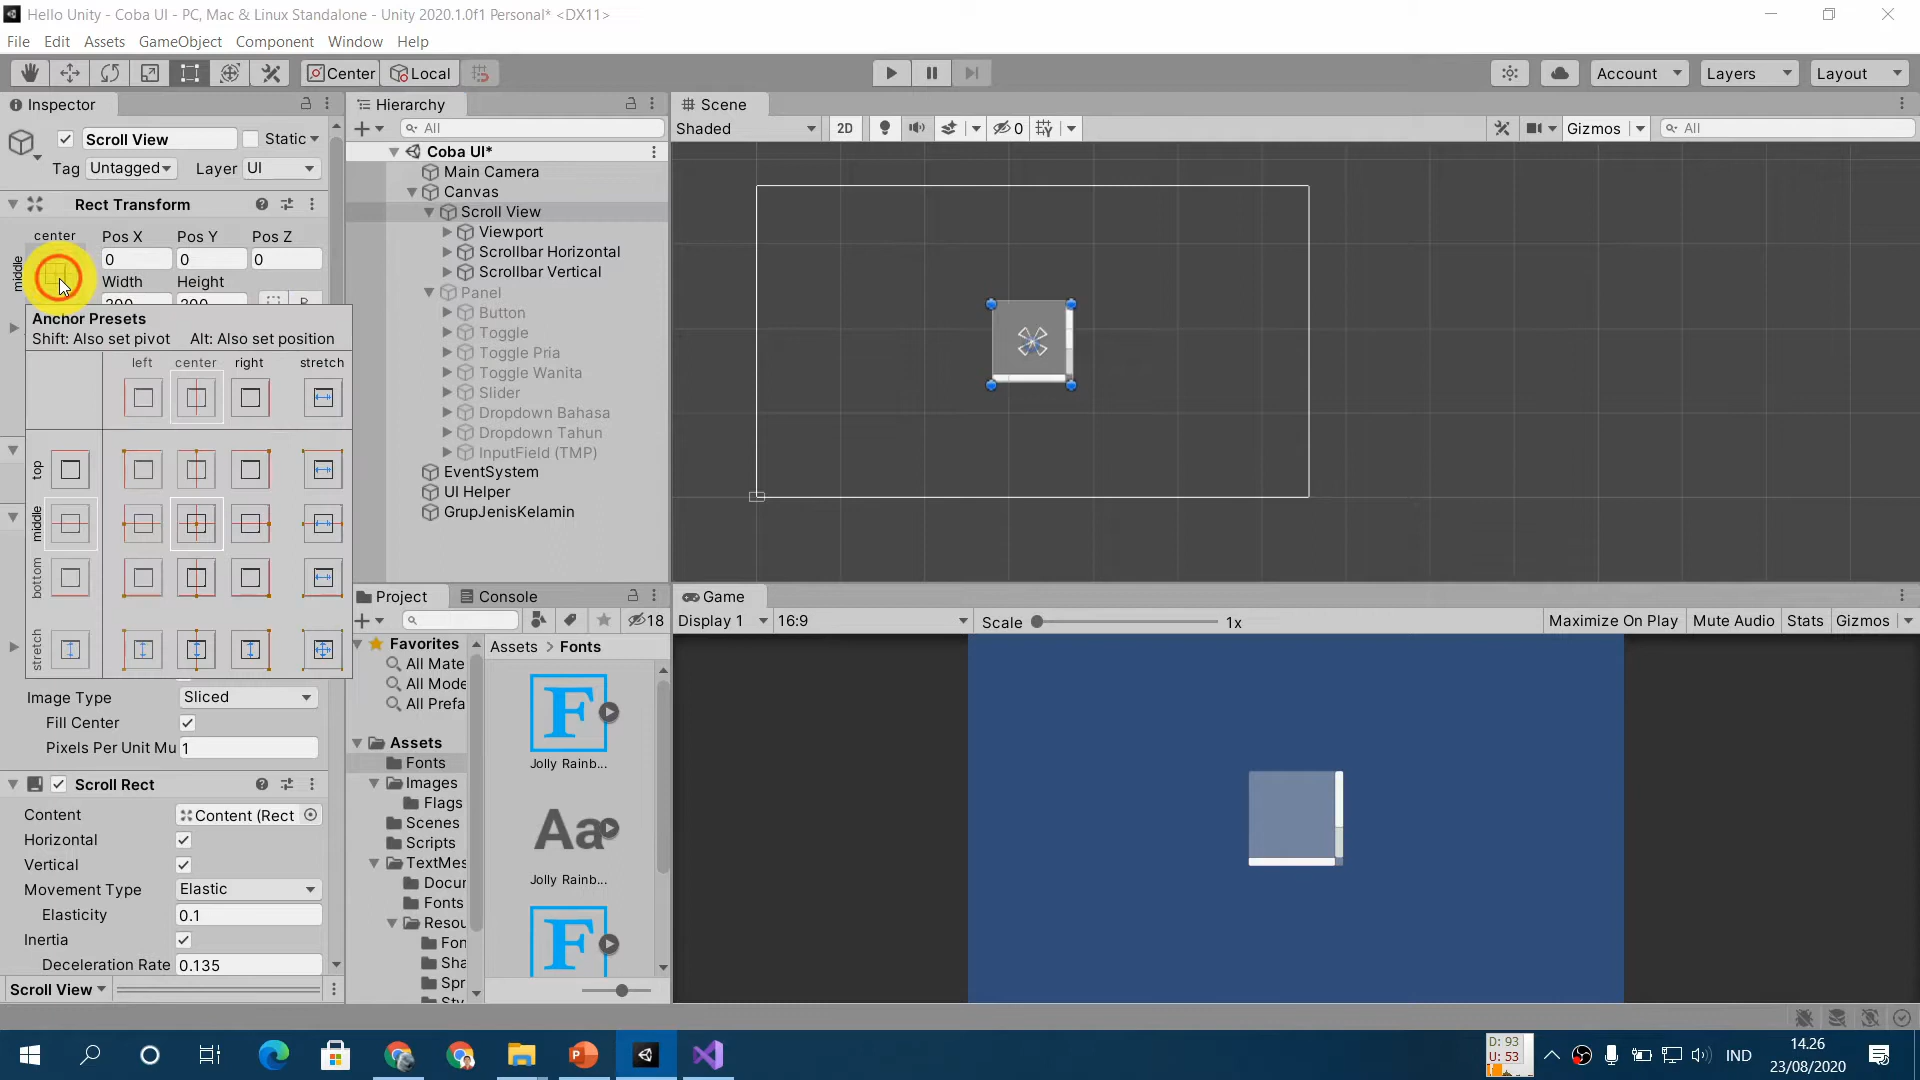 Hello Unity - Coba UI - PC, Mac & Linux Standalone - Unity 2020.1.0f1 Personal* <DX11>
File Edit Assets GameObject Component Window Help
Center Local Account Layers Layout
Inspector
Scroll View Static
Tag Untagged Layer UI
Rect Transform
center Pos X Pos Y Pos Z
middle
0 0 0
Width Height
Anchor Presets
Shift: Also set pivot Alt: Also set position
left center right stretch
top
middle
bottom
stretch
Image Type Sliced
Fill Center
Pixels Per Unit Mu 1
Scroll Rect
Content Content (Rect
Horizontal
Vertical
Movement Type Elastic
Elasticity 0.1
Inertia
Deceleration Rate 0.135
Scroll View
Hierarchy
All
Coba UI*
Main Camera
Canvas
Scroll View
Viewport
Scrollbar Horizontal
Scrollbar Vertical
Panel
Button
Toggle
Toggle Pria
Toggle Wanita
Slider
Dropdown Bahasa
Dropdown Tahun
InputField (TMP)
EventSystem
UI Helper
GrupJenisKelamin
Scene
Shaded 2D 0 Gizmos All
Project Console
18
Favorites
All Mate
All Mode
All Prefa
Assets
Fonts
Images
Flags
Scenes
Scripts
TextMes
Docur
Fonts
Resou
Fon
Sha
Spr
Assets > Fonts
F
Jolly Rainb...
Aa
Jolly Rainb...
F
Game
Display 1 16:9 Scale 1x Maximize On Play Mute Audio Stats Gizmos
D: 93
U: 53
IND
14.26
23/08/2020